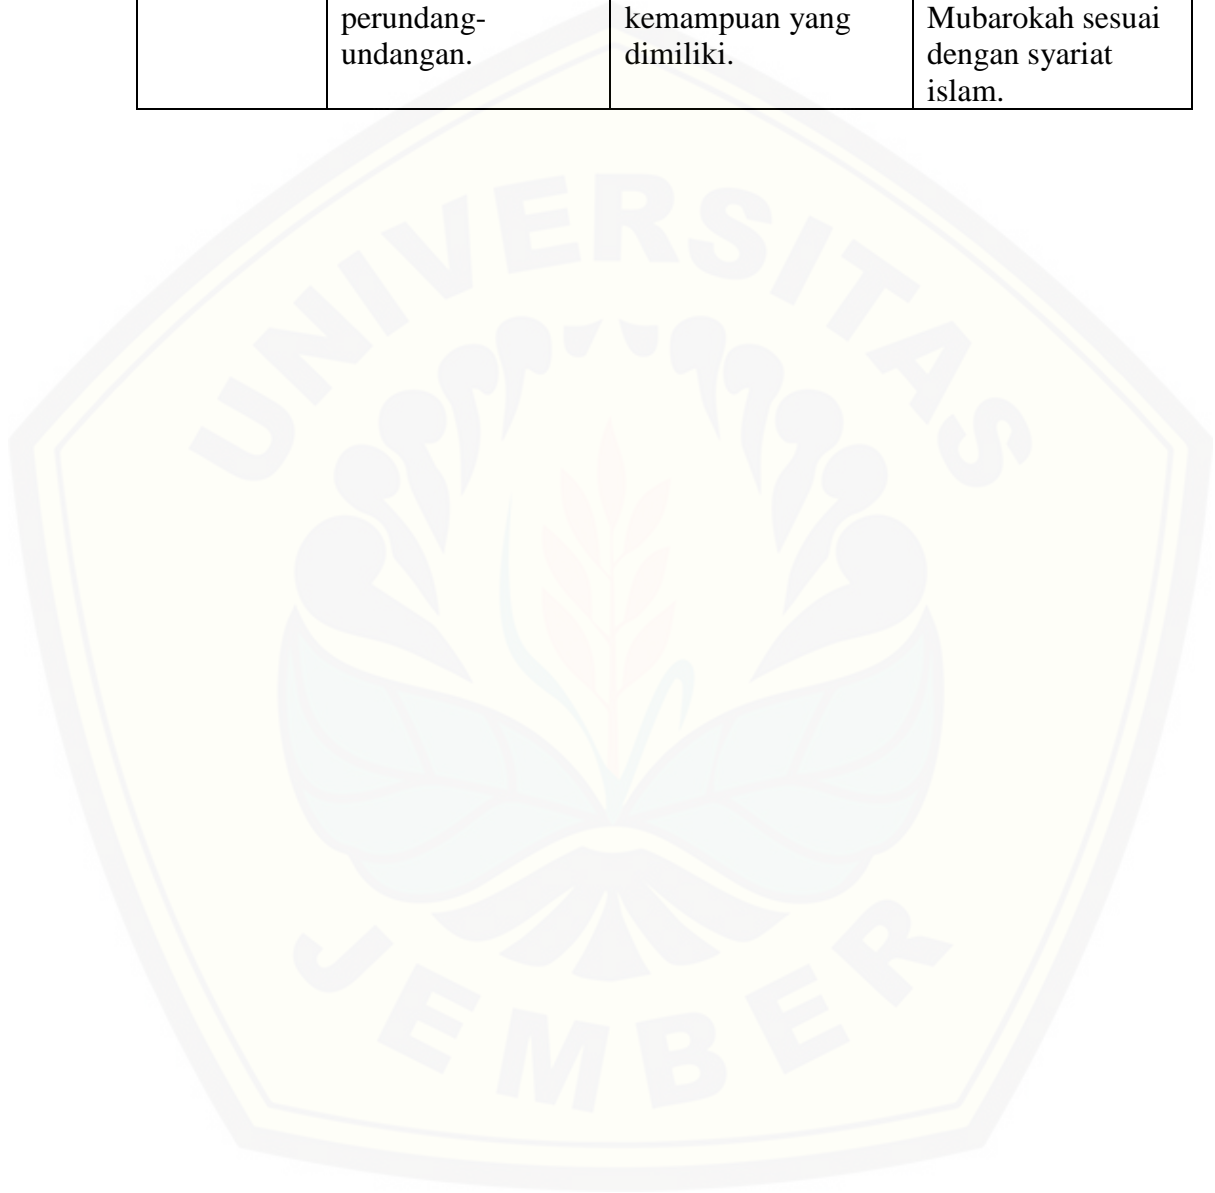 perundang-
undangan.
kemampuan yang
dimiliki.
Mubarokah sesuai
dengan syariat
islam.
UNIVERSITAS
JEMBER